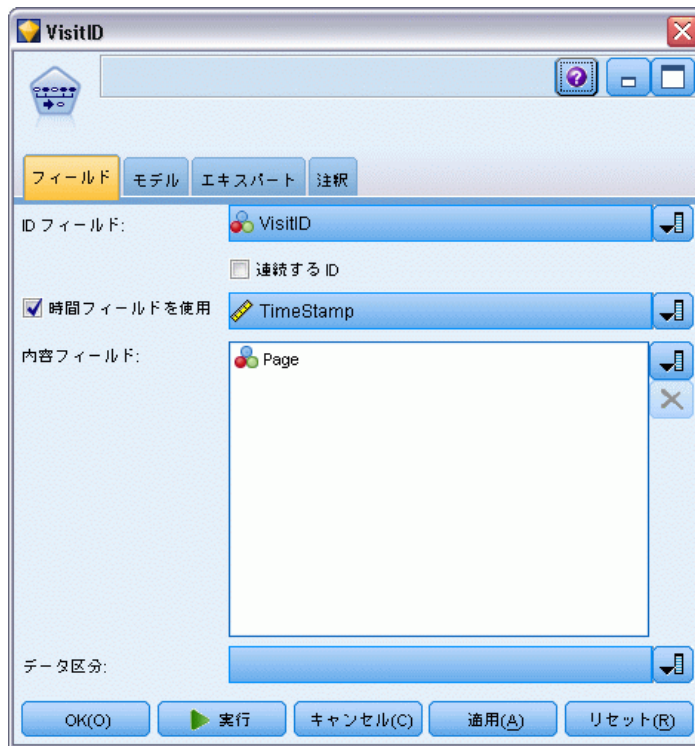 VisitID
フィールド モデル エキスパート 注釈
ID フィールド: VisitID
連続する ID
時間フィールドを使用 TimeStamp
内容フィールド: Page
データ区分:
OK(O) 実行 キャンセル(C) 適用(A) リセット(R)